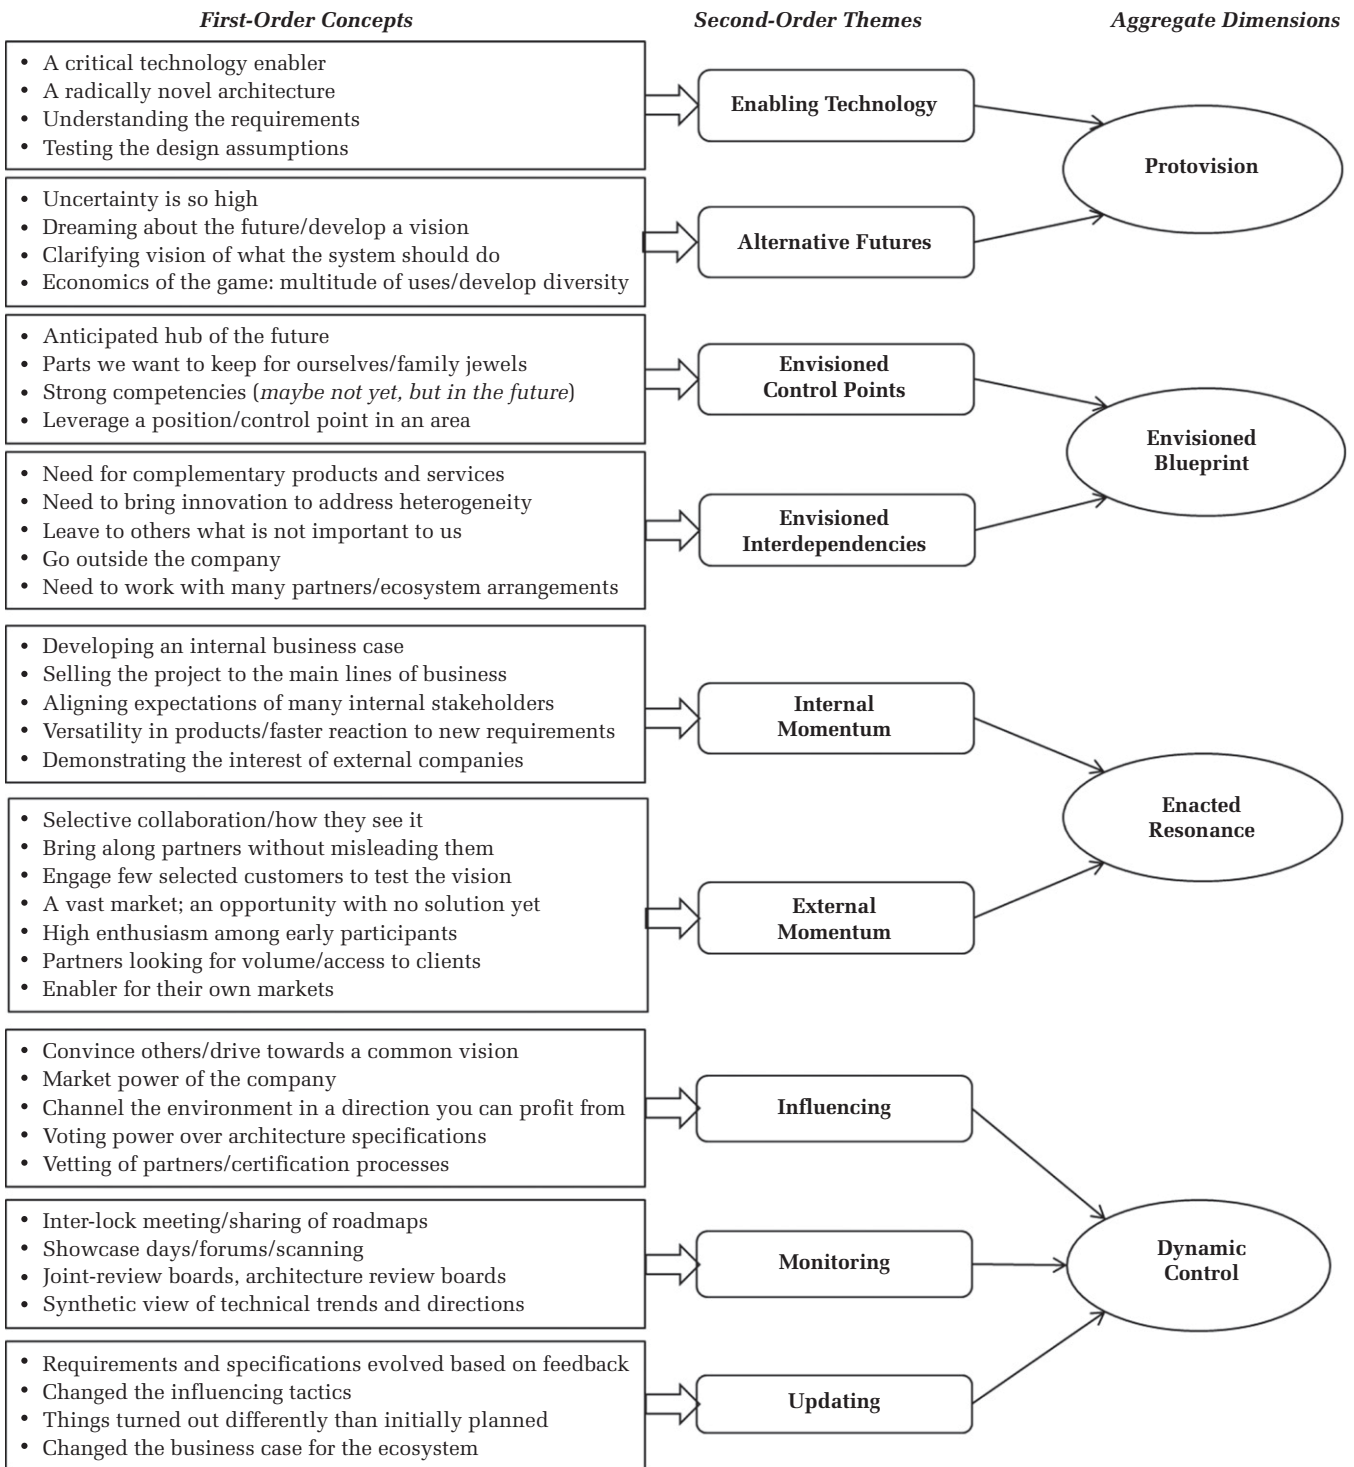 First-Order Concepts
Second-Order Themes
Aggregate Dimensions
• A critical technology enabler
• A radically novel architecture
• Understanding the requirements
• Testing the design assumptions
Enabling Technology
Protovision
• Uncertainty is so high
• Dreaming about the future/develop a vision
• Clarifying vision of what the system should do
• Economics of the game: multitude of uses/develop diversity
Alternative Futures
• Anticipated hub of the future
• Parts we want to keep for ourselves/family jewels
• Strong competencies (maybe not yet, but in the future)
• Leverage a position/control point in an area
Envisioned
Control Points
Envisioned
Blueprint
• Need for complementary products and services
• Need to bring innovation to address heterogeneity
• Leave to others what is not important to us
• Go outside the company
• Need to work with many partners/ecosystem arrangements
Envisioned
Interdependencies
• Developing an internal business case
• Selling the project to the main lines of business
• Aligning expectations of many internal stakeholders
• Versatility in products/faster reaction to new requirements
• Demonstrating the interest of external companies
Internal
Momentum
Enacted
Resonance
• Selective collaboration/how they see it
• Bring along partners without misleading them
• Engage few selected customers to test the vision
• A vast market; an opportunity with no solution yet
• High enthusiasm among early participants
• Partners looking for volume/access to clients
• Enabler for their own markets
External
Momentum
• Convince others/drive towards a common vision
• Market power of the company
• Channel the environment in a direction you can profit from
• Voting power over architecture specifications
• Vetting of partners/certification processes
Influencing
• Inter-lock meeting/sharing of roadmaps
• Showcase days/forums/scanning
• Joint-review boards, architecture review boards
• Synthetic view of technical trends and directions
Monitoring
Dynamic
Control
• Requirements and specifications evolved based on feedback
• Changed the influencing tactics
• Things turned out differently than initially planned
• Changed the business case for the ecosystem
Updating